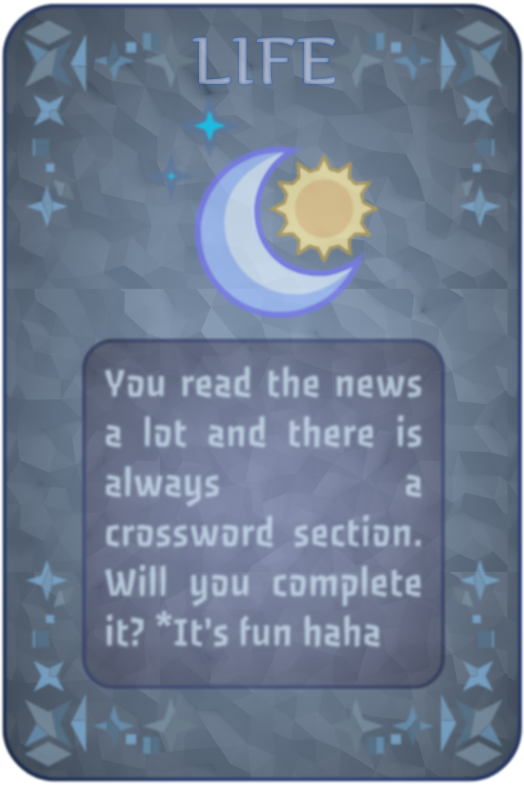 LIFE
You read the news
a lot and there is
always a
crossword section.
Will you complete
it? *It's fun haha